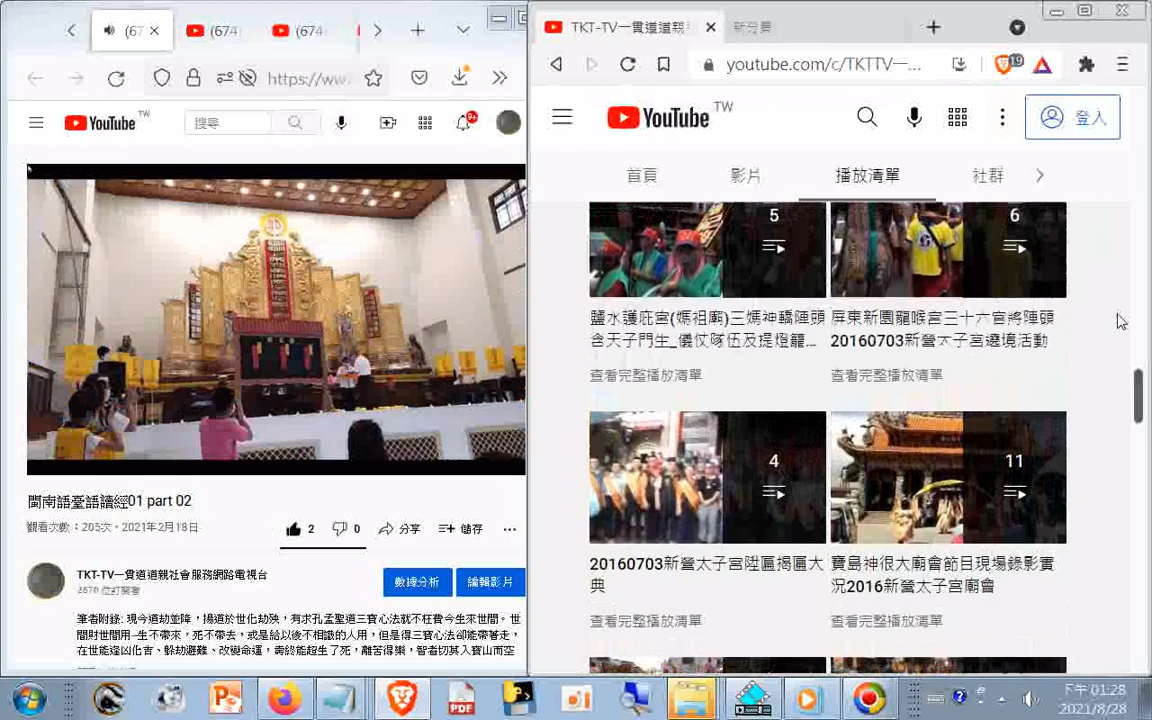 (67
(674
(674
https://www
YouTube TW
搜尋
9+
閩南語臺語讀經01 part 02
觀看次數：205次・2021年2月18日
2
0
分享
儲存
TKT-TV一貫道道親社會服務網路電視台
2670 位訂閱者
數據分析
編輯影片
筆者附錄: 現今道劫並降，揚道於世化劫殃，有求孔孟聖道三寶心法就不枉費今生來世間。世
間財世間用一生不帶來，死不帶去，或是給以後不相識的人用，但是得三寶心法卻能帶著走，
在世能逢凶化吉、躲劫避難、改變命運，壽終能超生了死，離苦得樂，智者切莫入寶山而空
TKT-TV一貫道道親
新分頁
youtube.com/c/TKTTV一...
19
YouTube TW
登入
首頁
影片
播放清單
社群
5
6
鹽水護庇宮(媽祖廟)三媽神轎陣頭
含天子門生_儀仗隊伍及提燈籠...
查看完整播放清單
屏東新園龍喉宮三十六官將陣頭
20160703新營太子宮遶境活動
查看完整播放清單
4
11
20160703新營太子宮陞匾揭匾大
典
查看完整播放清單
寶島神很大廟會節目現場錄影實
況2016新營太子宮廟會
查看完整播放清單
PDF
下午 01:28
2021/8/28